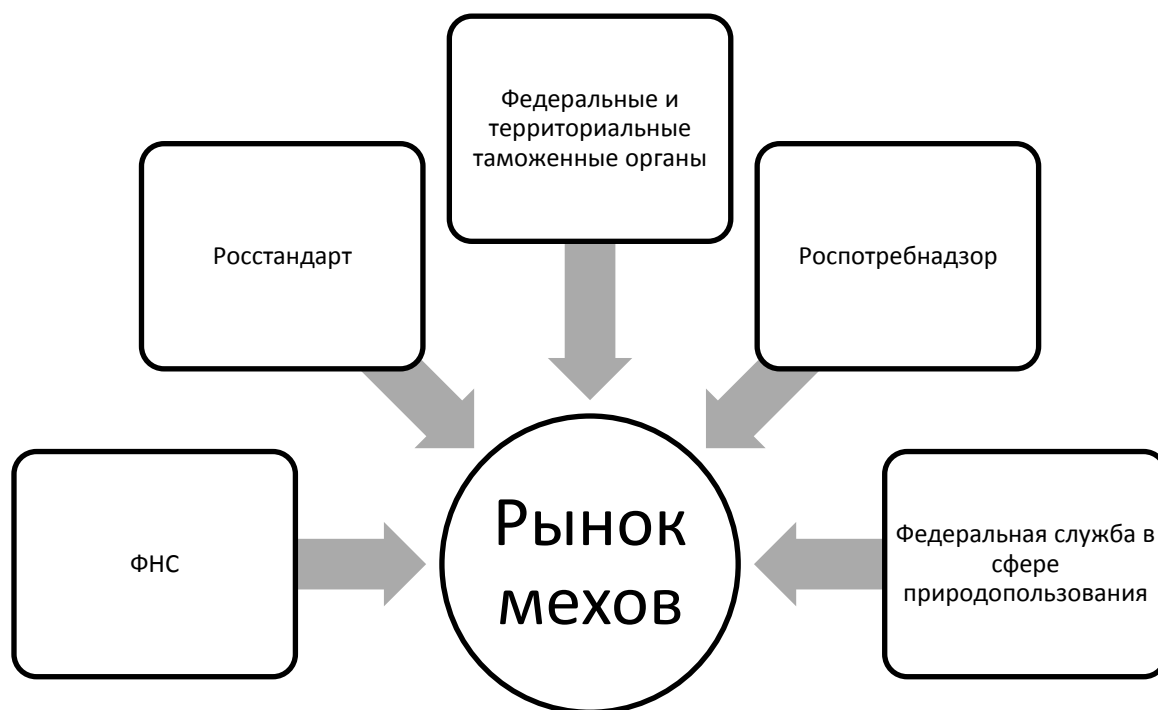 Федеральные и
территориальные
таможенные органы
Росстандарт
Роспотребнадзор
ФНС
Рынок
мехов
Федеральная служба в
сфере
природопользования